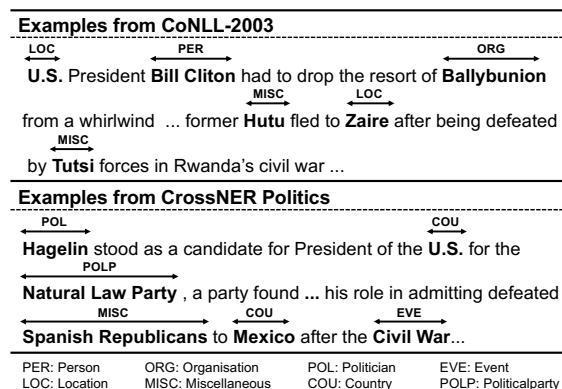 Examples from CoNLL-2003
LOC PER ORG
U.S. President Bill Cliton had to drop the resort of Ballybunion
MISC LOC
from a whirlwind ... former Hutu fled to Zaire after being defeated
MISC
by Tutsi forces in Rwanda's civil war ...
Examples from CrossNER Politics
POL COU
Hagelin stood as a candidate for President of the U.S. for the
POLP
Natural Law Party , a party found ... his role in admitting defeated
MISC COU EVE
Spanish Republicans to Mexico after the Civil War...
PER: Person ORG: Organisation POL: Politician EVE: Event
LOC: Location MISC: Miscellaneous COU: Country POLP: Politicalparty